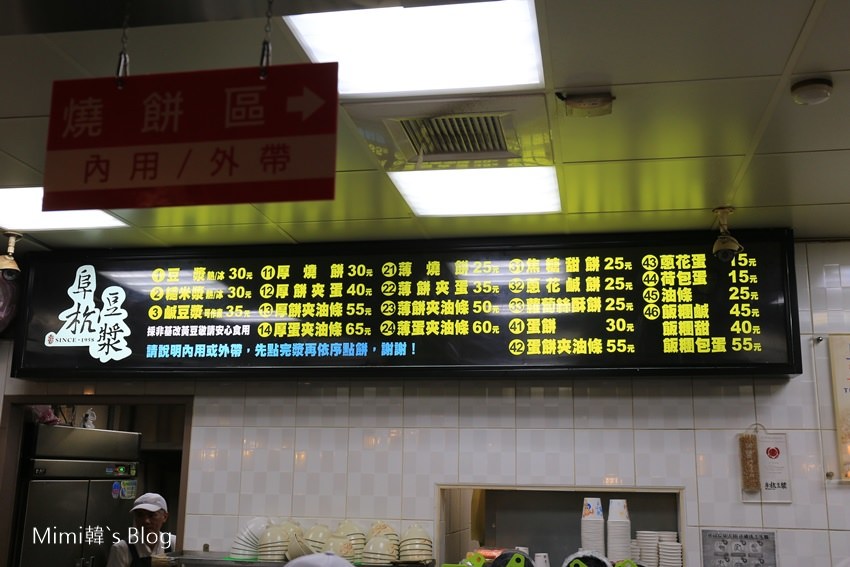 燒餅區
內用/外帶
阜杭豆漿
SINCE·1958
1 豆漿 熱/冰 30元
2 糯米漿 熱/冰 30元
3 鹹豆漿 可作蛋 35元
採非基改黃豆敬請安心食用
請說明內用或外帶,先點完漿再依序點餅,謝謝!
11 厚燒餅 30元
12 厚餅夾蛋 40元
13 厚餅夾油條 55元
14 厚蛋夾油條 65元
21 薄燒餅 25元
22 薄餅夾蛋 35元
23 薄餅夾油條 50元
24 薄蛋夾油條 60元
31 焦糖甜餅 25元
32 蔥花鹹餅 25元
33 蘿蔔絲酥餅 25元
41 蛋餅 30元
42 蛋餅夾油條 55元
43 蔥花蛋 15元
44 荷包蛋 15元
45 油條 25元
46 飯糰鹹 45元
飯糰甜 40元
飯糰包蛋 55元
Mimi韓`s Blog